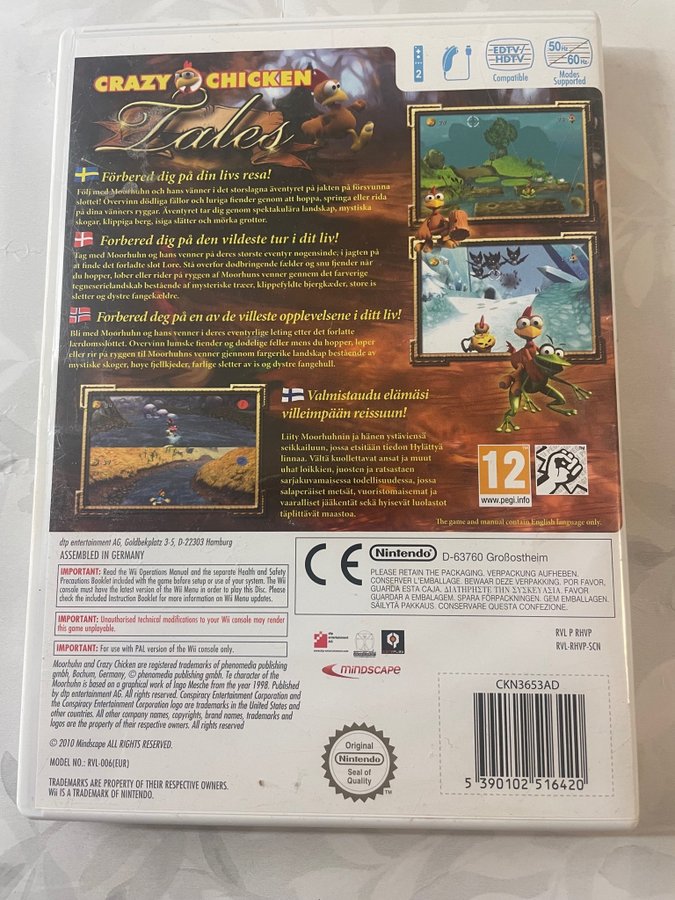 2
EDTV/
HDTV
Compatible
50Hz
60Hz
Modes
Supported
CRAZY CHICKEN
Tales
Förbered dig på din livs resa!
Följ med Moorhuhn och hans vänner i det storslagna äventyret på jakten på försvunna
slottet! Övervinn dödliga fällor och luriga fiender genom att hoppa, springa eller rida
på dina vänners ryggar. Äventyret tar dig genom spektakulära landskap, mystiska
skogar, klippiga berg, isiga slätter och mörka grottor.
Forbered dig på den vildeste tur i dit liv!
Tag med Moorhuhn og hans venner på deres største eventyr nogensinde, i jagten på
at finde det forladte slot Lore. Stå overfor dødbringende fælder og snu fjender når
du hopper, løber eller rider på ryggen af Moorhuns venner gennem det farverige
tegneserielandskab bestående af mysteriske træer, klippefyldte bjergkæder, store is
sletter og dystre fangekældre.
Forbered deg på en av de villeste opplevelsene i ditt liv!
Bli med Moorhuhn og hans venner i deres eventyrlige leting etter det forlatte
lærdomsslottet. Overvinn lumske fiender og dødelige feller mens du hopper, løper
eller rir på ryggen til Moorhuhns venner gjennom fargerike landskap bestående av
mystiske skoger, høye fjellkjeder, farlige sletter av is og dystre fangehull.
Valmistaudu elämäsi
villeimpään reissuun!
Liity Moorhuhnin ja hänen ystäviensä
seikkailuun, jossa etsitään tiedon Hylättyä
linnaa. Vältä kuollettavat ansat ja muut
uhat loikkien, juosten ja ratsastaen
sarjakuvamaisessa todellisuudessa, jossa
salaperäiset metsät, vuoristomaisemat ja
vaaralliset jäätiköt sekä hyisevät luolastot
täplittävät maastoa.
12
www.pegi.info
The game and manual contain English language only.
dtp entertainment AG, Goldbekplatz 3-5, D-22303 Hamburg
ASSEMBLED IN GERMANY
IMPORTANT: Read the Wii Operations Manual and the separate Health and Safety
Precautions Booklet included with the game before setup or use of your system. The Wii
console must have the latest version of the Wii Menu in order to play this Disc. Please
check the included Instruction Booklet for more information on Wii Menu updates.
IMPORTANT: Unauthorised technical modifications to your Wii console may render
this game unplayable.
IMPORTANT: For use with PAL version of the Wii console only.
Moorhuhn and Crazy Chicken are registered trademarks of phenomedia publishing
gmbh, Bochum, Germany, © phenomedia publishing gmbh. Te character of the
Moorhuhn is based on a graphical work of Ingo Mesche from the year 1998. Published
by dtp entertainment AG. All rights reserved. Conspiracy Entertainment Corporation and
the Conspiracy Entertainment Corporation logo are trademarks in the United States and
other countries. All other company names, copyrights, brand names, trademarks and
logos are the property of their respective owners. All rights reserved
© 2010 Mindscape ALL RIGHTS RESERVED.
MODEL NO.: RVL-006(EUR)
TRADEMARKS ARE PROPERTY OF THEIR RESPECTIVE OWNERS.
Wii IS A TRADEMARK OF NINTENDO.
CE
Nintendo D-63760 Großostheim
PLEASE RETAIN THE PACKAGING. VERPACKUNG AUFHEBEN.
CONSERVER L'EMBALLAGE. BEWAAR DEZE VERPAKKING. POR FAVOR,
GUARDA ESTA CAJA. ΔΙΑΤΗΡΗΣΤΕ ΤΗΝ ΣΥΣΚΕΥΑΣΙΑ. FAVOR
GUARDAR A EMBALAGEM. SPARA FÖRPACKNINGEN. GEM EMBALLAGEN.
SÄILYTÄ PAKKAUS. CONSERVARE QUESTA CONFEZIONE.
dtp
entertainment
AG
www.dtp-entertainment.com
RVL P RHVP
RVL-RHVP-SCN
MINDSCAPE
Original
Nintendo
Seal of
Quality
CKN3653AD
5 390102 516420